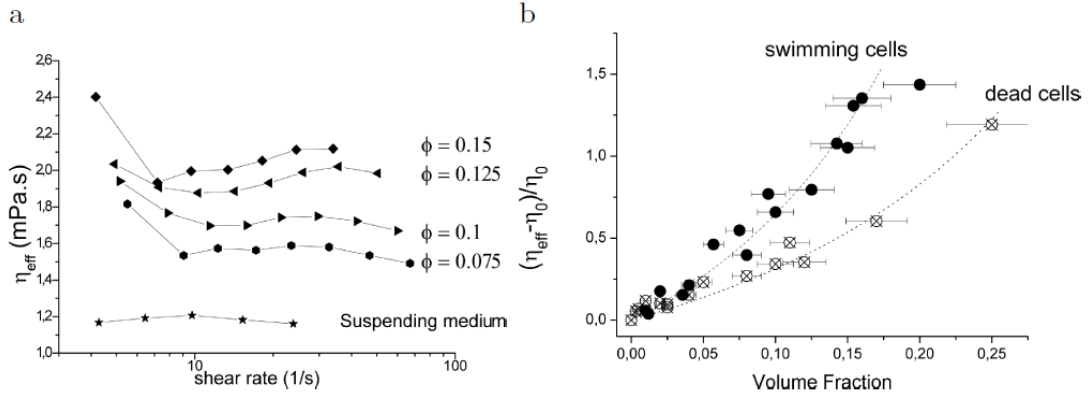 a
2,6
2,4
2,2
2,0
1,8
1,6
1,4
1,2
1,0
η_eff (mPa.s)
ϕ = 0.15
ϕ = 0.125
ϕ = 0.1
ϕ = 0.075
Suspending medium
10
100
shear rate (1/s)
b
swimming cells
dead cells
1,5
1,0
0,5
0,0
(η_eff-η_0)/η_0
0,00
0,05
0,10
0,15
0,20
0,25
Volume Fraction